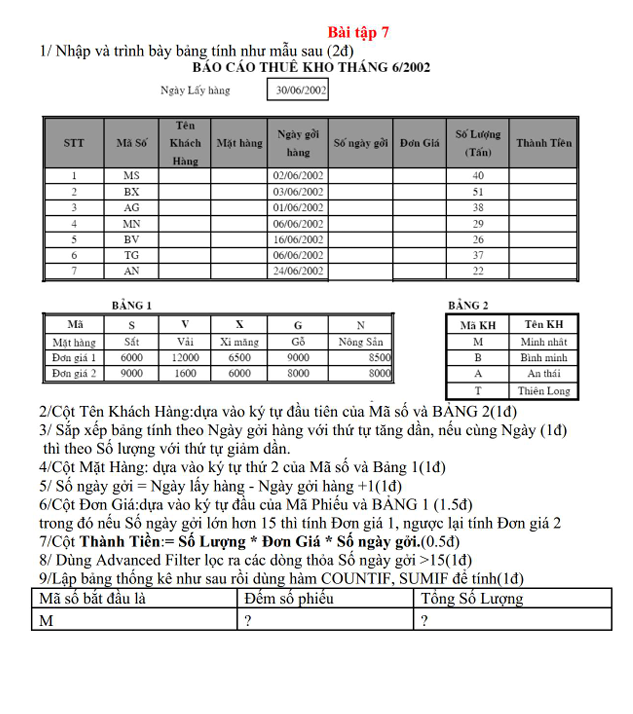 Bài tập 7
1/ Nhập và trình bày bảng tính như mẫu sau (2đ)
BÁO CÁO THUÊ KHO THÁNG 6/2002
Ngày Lấy hàng 30/06/2002
STT Mã Số Tên Khách Hàng Mặt hàng Ngày gởi hàng Số ngày gởi Đơn Giá Số Lượng (Tấn) Thành Tiền
1 MS 02/06/2002 40
2 BX 03/06/2002 51
3 AG 01/06/2002 38
4 MN 06/06/2002 29
5 BV 16/06/2002 26
6 TG 06/06/2002 37
7 AN 24/06/2002 22
BẢNG 1
Mã S V X G N
Mặt hàng Sắt Vải Xi măng Gỗ Nông Sản
Đơn giá 1 6000 12000 6500 9000 8500
Đơn giá 2 9000 1600 6000 8000 8000
BẢNG 2
Mã KH Tên KH
M Minh nhât
B Bình minh
A An thái
T Thiên Long
2/Cột Tên Khách Hàng:dựa vào ký tự đầu tiên của Mã số và BẢNG 2(1đ)
3/ Sắp xếp bảng tính theo Ngày gởi hàng với thứ tự tăng dần, nếu cùng Ngày (1đ)
thì theo Số lượng với thứ tự giảm dần.
4/Cột Mặt Hàng: dựa vào ký tự thứ 2 của Mã số và Bảng 1(1đ)
5/ Số ngày gởi = Ngày lấy hàng - Ngày gởi hàng +1(1đ)
6/Cột Đơn Giá:dựa vào ký tự đầu của Mã Phiếu và BẢNG 1 (1.5đ)
trong đó nếu Số ngày gởi lớn hơn 15 thì tính Đơn giá 1, ngược lại tính Đơn giá 2
7/Cột Thành Tiền:= Số Lượng * Đơn Giá * Số ngày gởi.(0.5đ)
8/ Dùng Advanced Filter lọc ra các dòng thỏa Số ngày gởi >15(1đ)
9/Lập bảng thống kê như sau rồi dùng hàm COUNTIF, SUMIF để tính(1đ)
Mã số bắt đầu là Đếm số phiếu Tổng Số Lượng
M ? ?